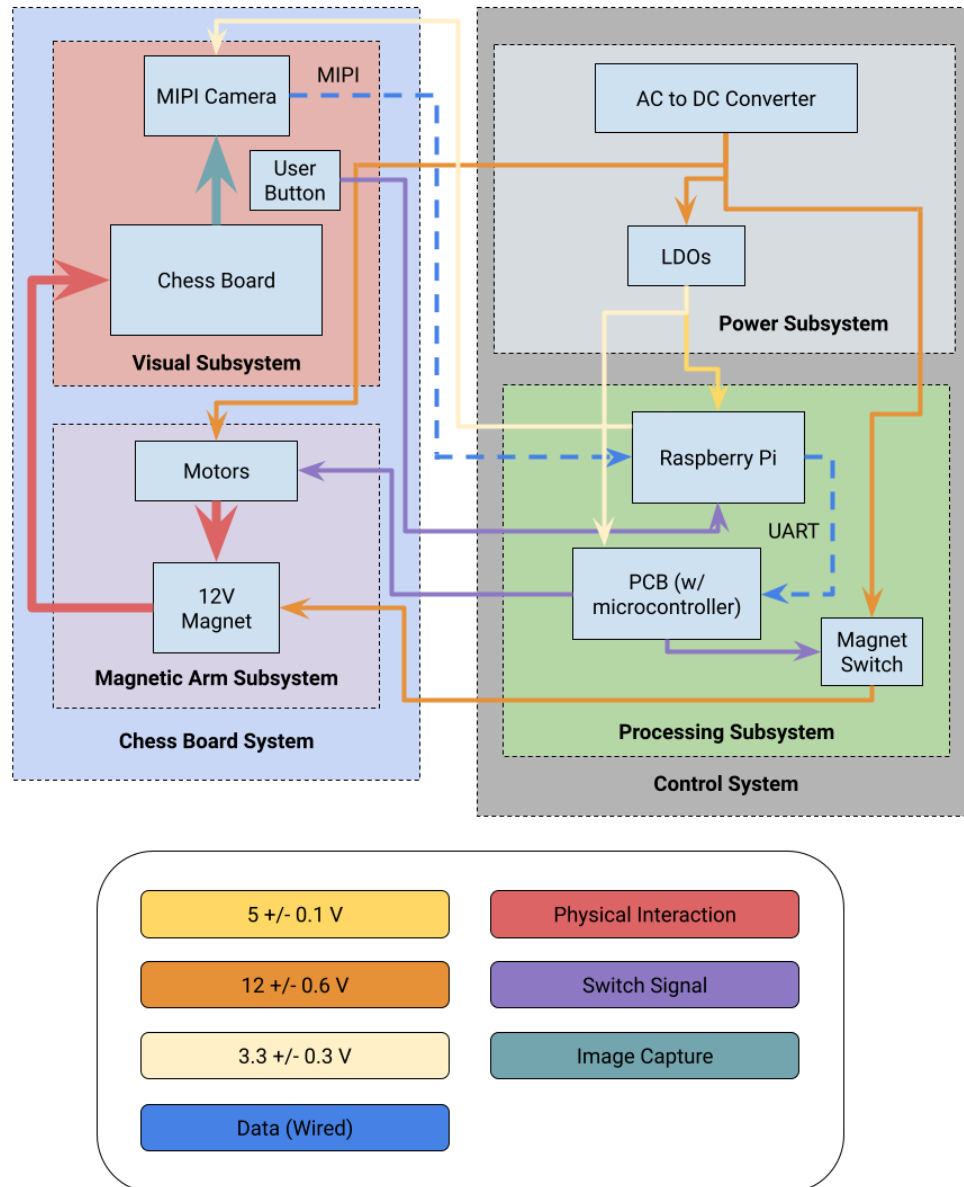 MIPI Camera
MIPI
User
Button
Chess Board
Visual Subsystem
Motors
12V
Magnet
Magnetic Arm Subsystem
Chess Board System
AC to DC Converter
LDOs
Power Subsystem
Raspberry Pi
UART
PCB (w/
microcontroller)
Magnet
Switch
Processing Subsystem
Control System
5 +/- 0.1 V
Physical Interaction
12 +/- 0.6 V
Switch Signal
3.3 +/- 0.3 V
Image Capture
Data (Wired)